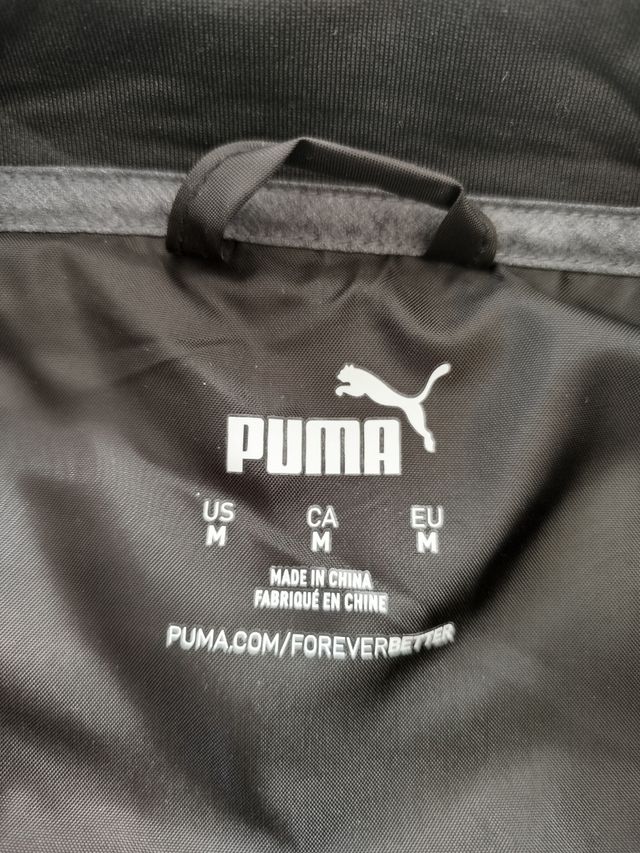 PUMA
US CA EU
M M M
MADE IN CHINA
FABRIQUÉ EN CHINE
PUMA.COM/FOREVERBETTER